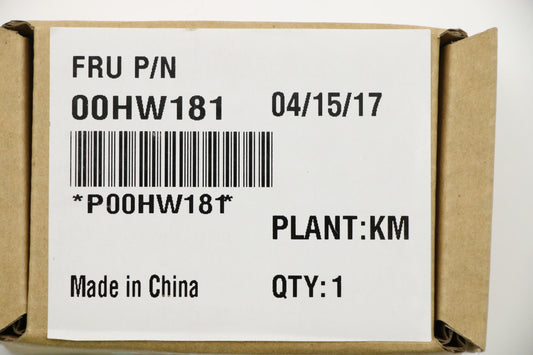 FRU P/N
00HW181 04/15/17
*P00HW181*
PLANT:KM
Made in China QTY:1